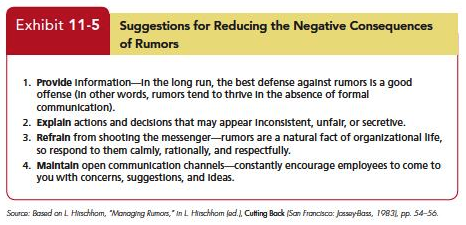 Exhibit 11-5 Suggestions for Reducing the Negative Consequences
of Rumors
1. Provide Information—In the long run, the best defense against rumors is a good
offense (in other words, rumors tend to thrive in the absence of formal
communication).
2. Explain actions and decisions that may appear inconsistent, unfair, or secretive.
3. Refrain from shooting the messenger—rumors are a natural fact of organizational life,
so respond to them calmly, rationally, and respectfully.
4. Maintain open communication channels—constantly encourage employees to come to
you with concerns, suggestions, and ideas.
Source: Based on L. Hirschhorn, "Managing Rumors," in L. Hirschhorn (ed.), Cutting Back (San Francisco: Jossey-Bass, 1983), pp. 54–56.